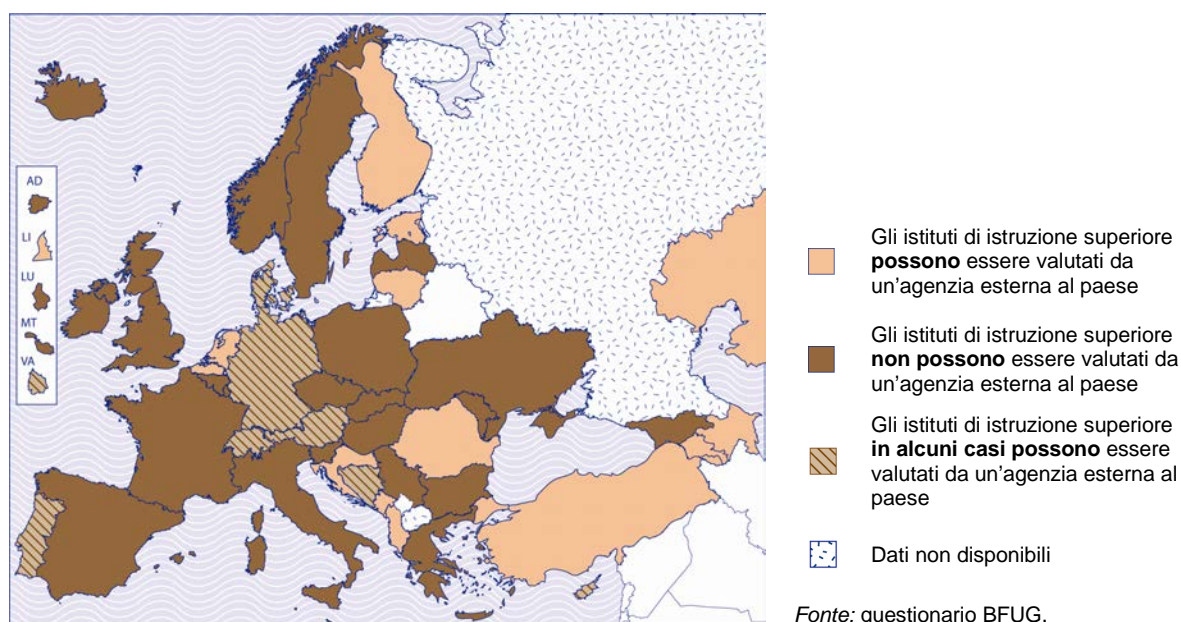 AD
LI
LU
MT
VA
Gli istituti di istruzione superiore
possono essere valutati da
un'agenzia esterna al paese
Gli istituti di istruzione superiore
non possono essere valutati da
un'agenzia esterna al paese
Gli istituti di istruzione superiore
in alcuni casi possono essere
valutati da un'agenzia esterna al
paese
Dati non disponibili
Fonte: questionario BFUG.